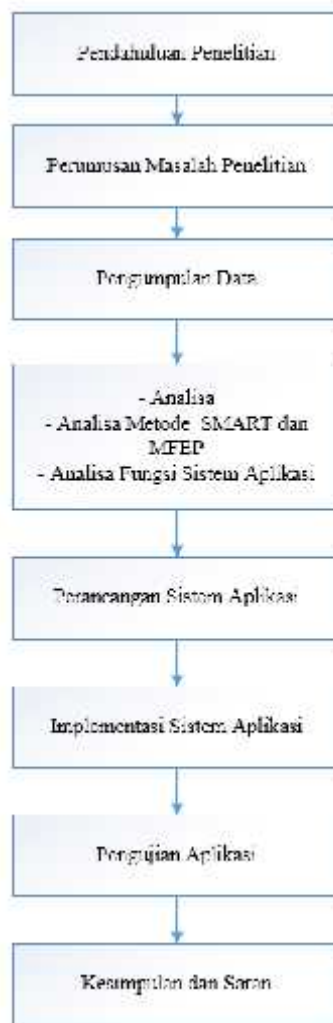 Pendahuluan Penelitian
Perumusan Masalah Penelitian
Pengumpulan Data
- Analisa
- Analisa Metode SMART dan
MFEP
- Analisa Fungsi Sistem Aplikasi
Perancangan Sistem Aplikasi
Implementasi Sistem Aplikasi
Pengujian Aplikasi
Kesimpulan dan Saran